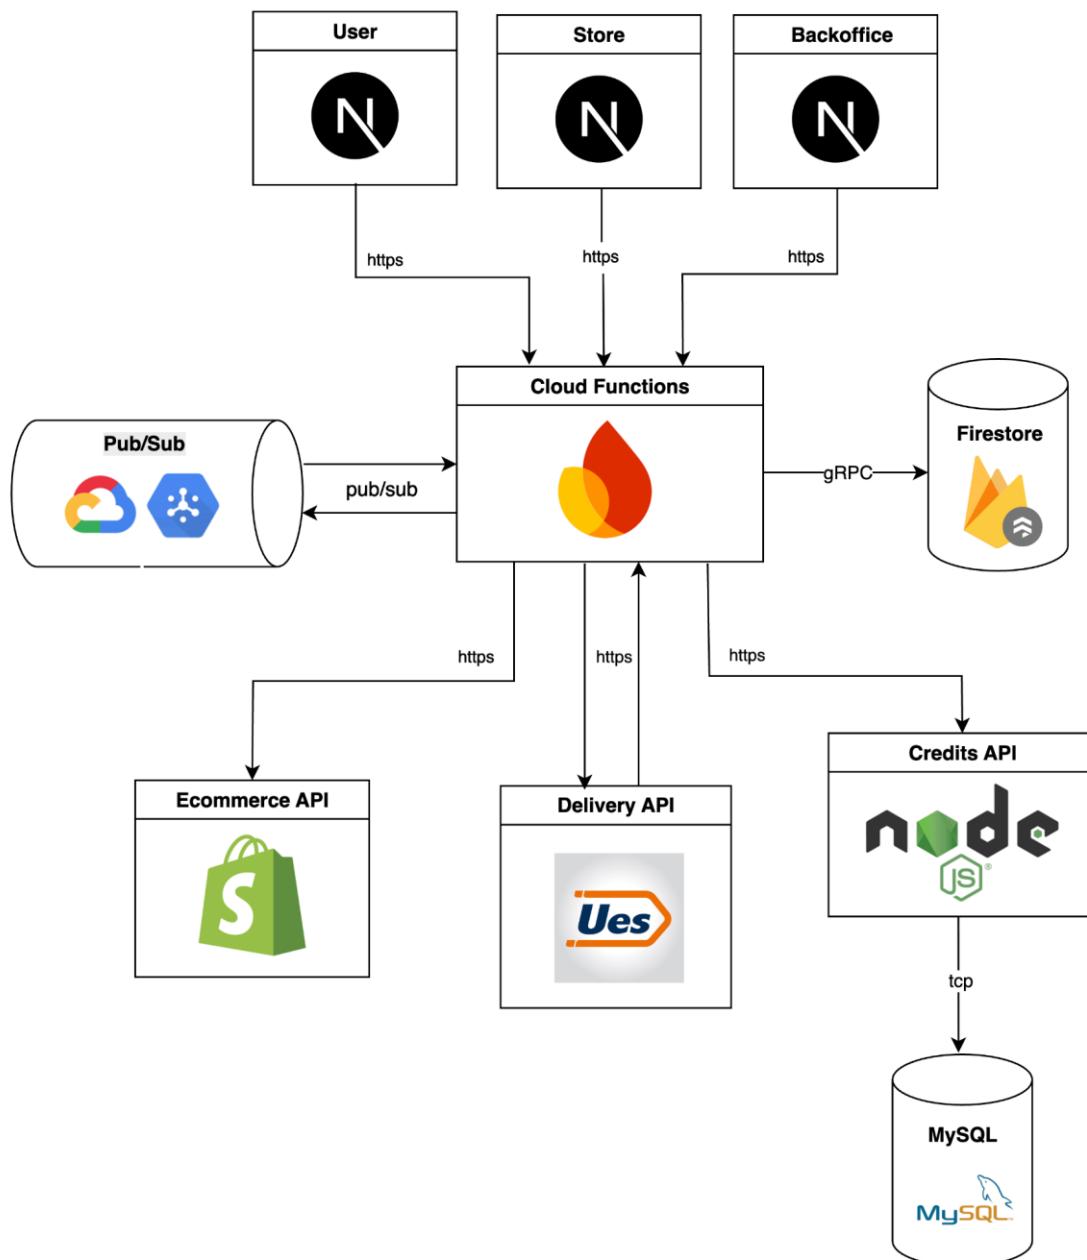 User
Store
Backoffice
N
N
N
https
https
https
Cloud Functions
Pub/Sub
pub/sub
gRPC
Firestore
https
https
https
Ecommerce API
S
Delivery API
Ues
Credits API
node
JS
®
tcp
MySQL
MySQL